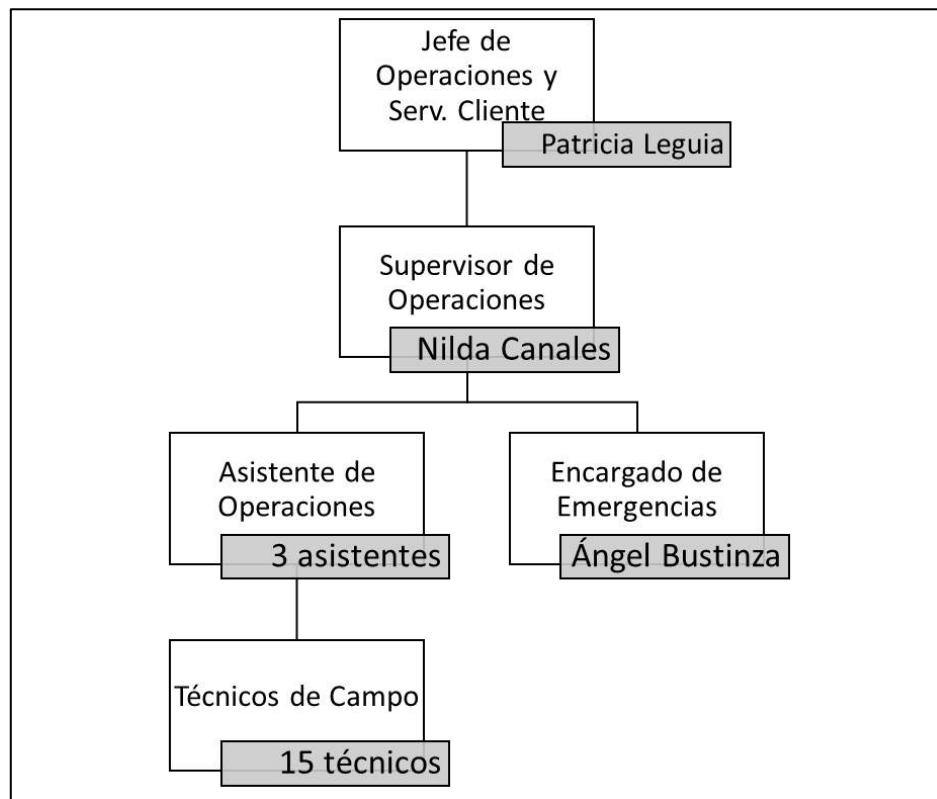 Jefe de
Operaciones y
Serv. Cliente
Patricia Leguia
Supervisor de
Operaciones
Nilda Canales
Asistente de
Operaciones
3 asistentes
Encargado de
Emergencias
Ángel Bustinza
Técnicos de Campo
15 técnicos